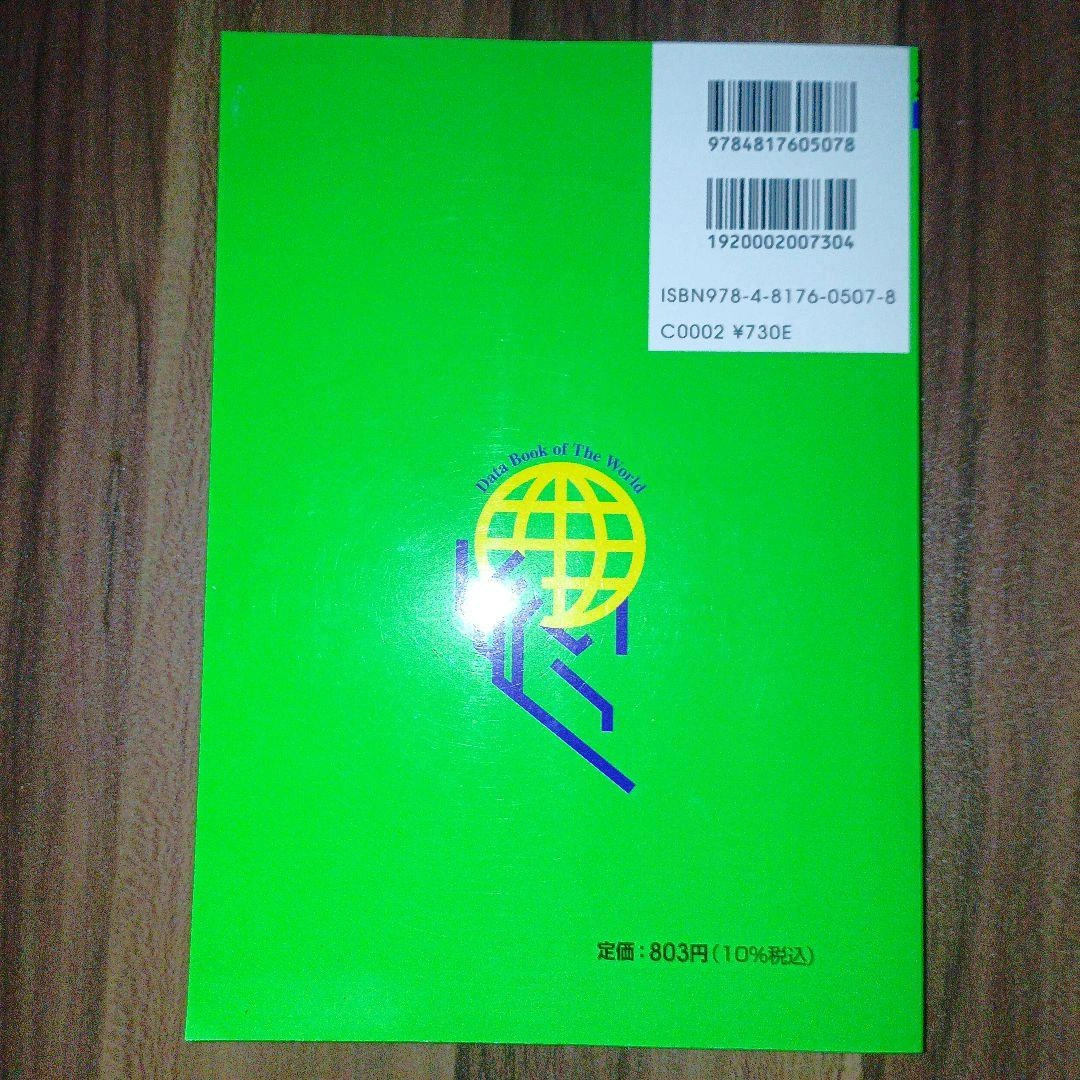 9784817605078
1920002007304
ISBN978-4-8176-0507-8
C0002 ¥730E
Data Book of The World
定価：803円（10%税込）